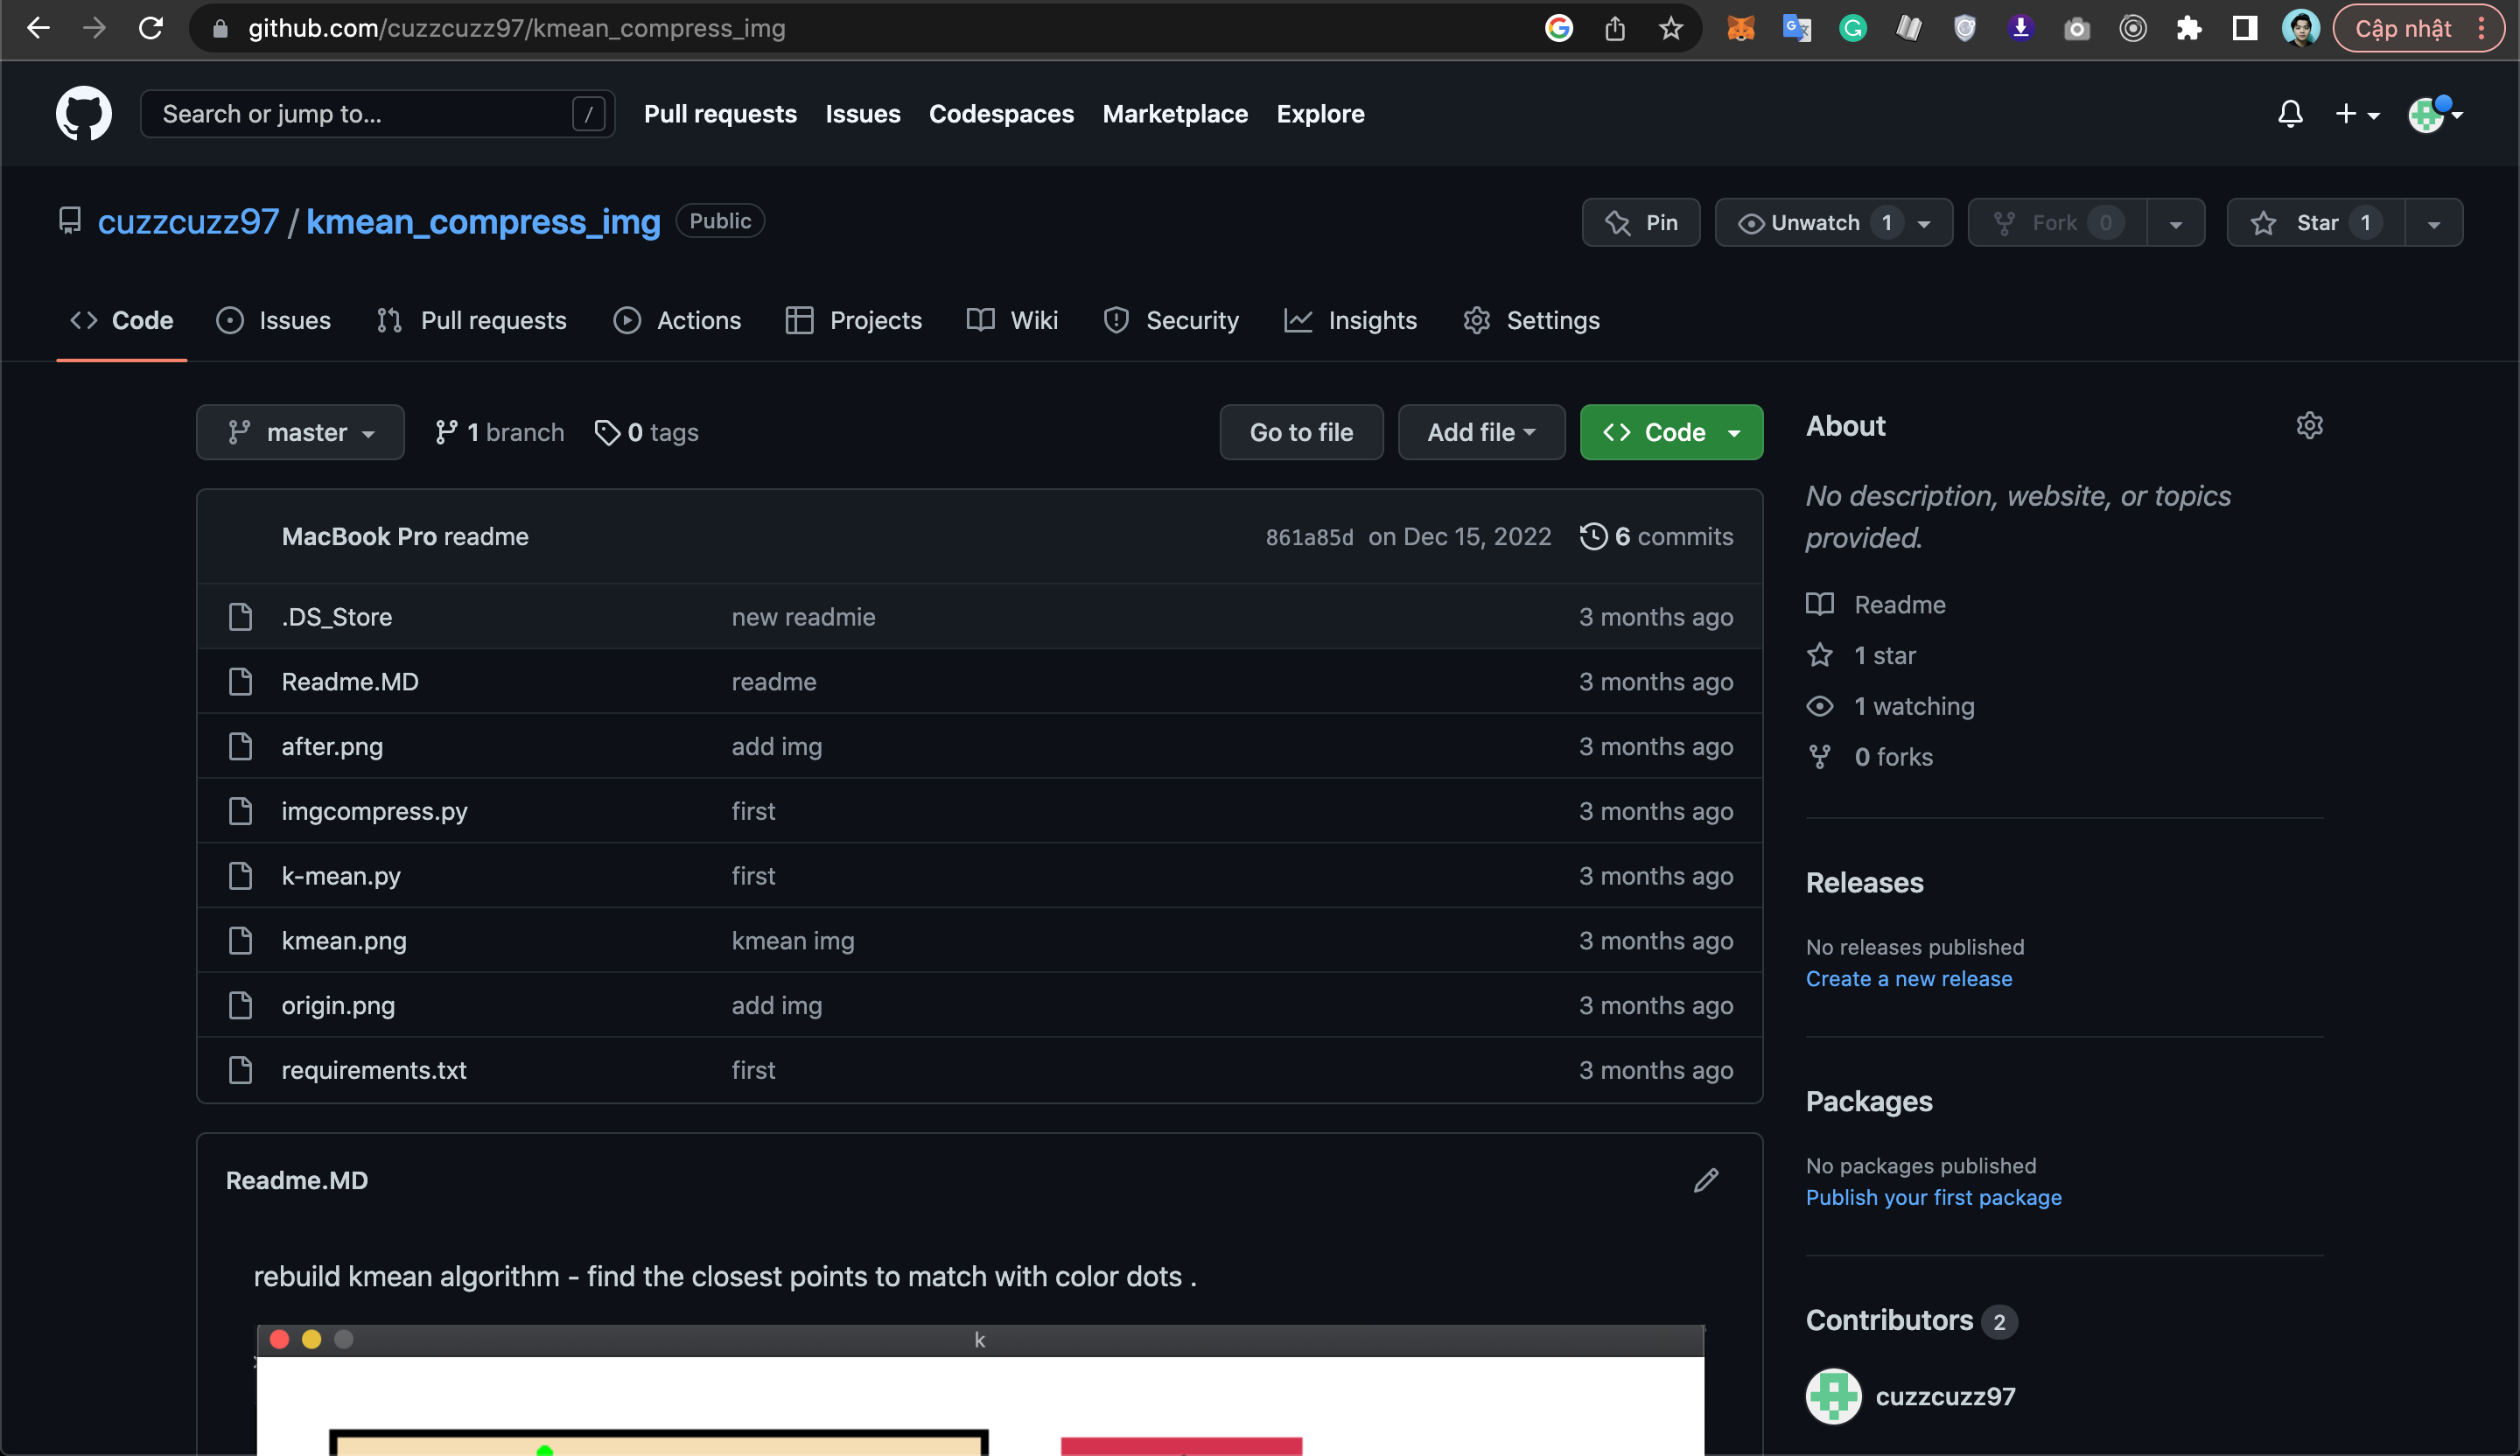 github.com/cuzzcuzz97/kmean_compress_img
Cập nhật
Search or jump to...
/
Pull requests
Issues
Codespaces
Marketplace
Explore
cuzzcuzz97 / kmean_compress_img
Public
Pin
Unwatch 1
Fork 0
Star 1
Code
Issues
Pull requests
Actions
Projects
Wiki
Security
Insights
Settings
master
1 branch
0 tags
Go to file
Add file
Code
MacBook Pro readme
861a85d on Dec 15, 2022
6 commits
.DS_Store new readmie 3 months ago
Readme.MD readme 3 months ago
after.png add img 3 months ago
imgcompress.py first 3 months ago
k-mean.py first 3 months ago
kmean.png kmean img 3 months ago
origin.png add img 3 months ago
requirements.txt first 3 months ago
Readme.MD
rebuild kmean algorithm - find the closest points to match with color dots .
k
About
No description, website, or topics
provided.
Readme
1 star
1 watching
0 forks
Releases
No releases published
Create a new release
Packages
No packages published
Publish your first package
Contributors 2
cuzzcuzz97